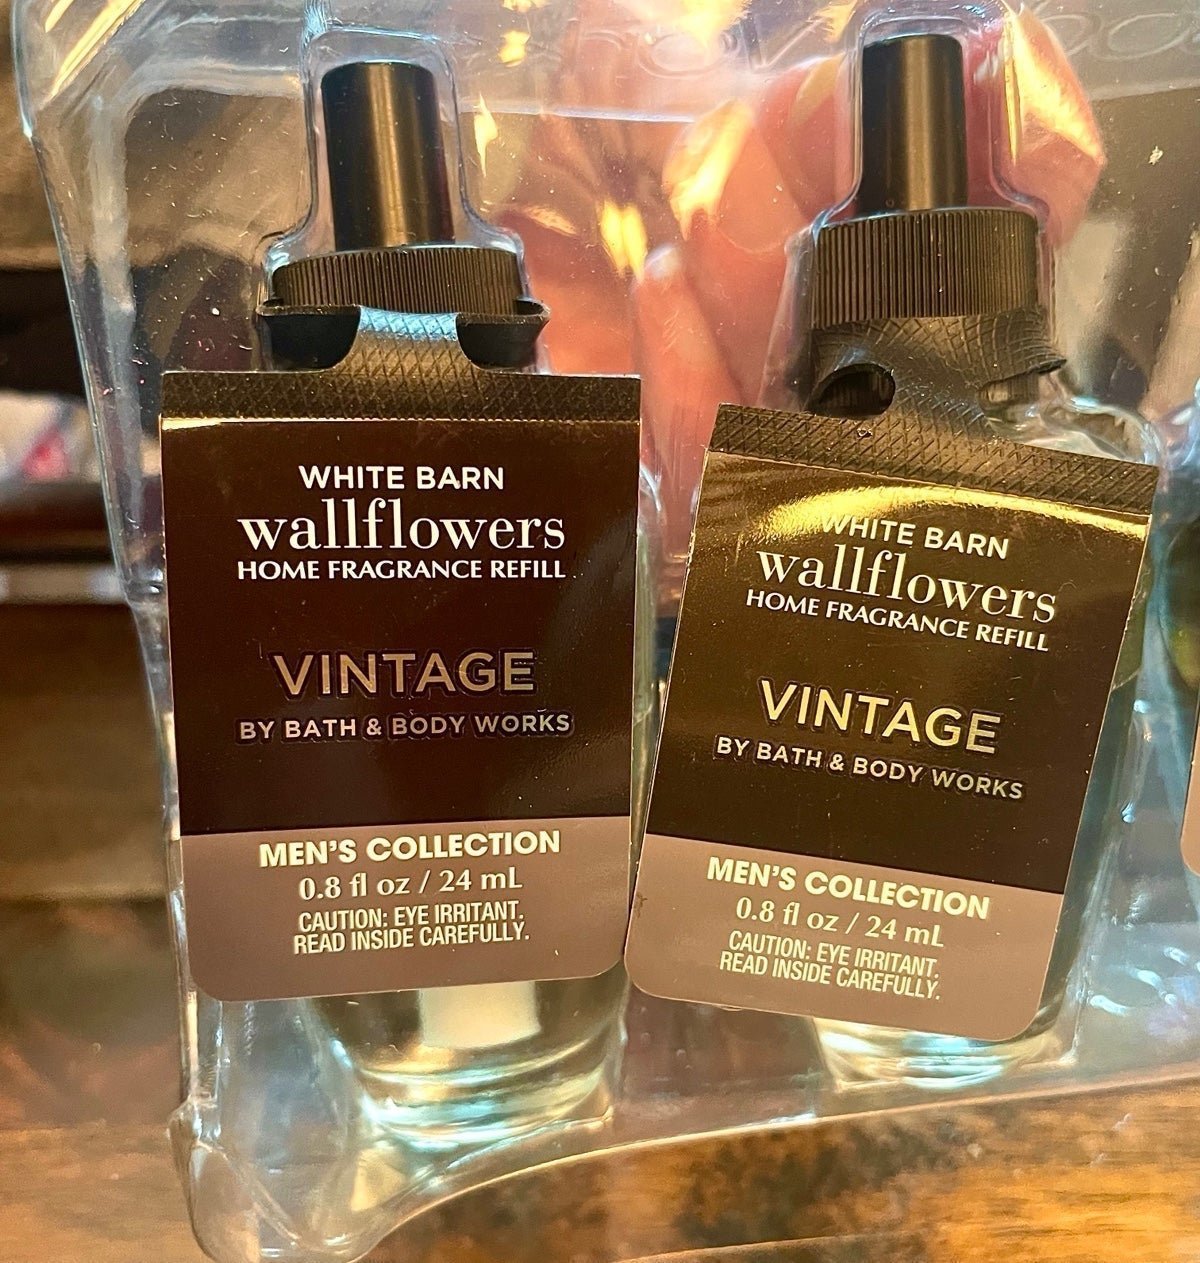 WHITE BARN
wallflowers
HOME FRAGRANCE REFILL
VINTAGE
BY BATH & BODY WORKS
MEN'S COLLECTION
0.8 fl oz / 24 mL
CAUTION: EYE IRRITANT.
READ INSIDE CAREFULLY.
WHITE BARN
wallflowers
HOME FRAGRANCE REFILL
VINTAGE
BY BATH & BODY WORKS
MEN'S COLLECTION
0.8 fl oz / 24 mL
CAUTION: EYE IRRITANT.
READ INSIDE CAREFULLY.